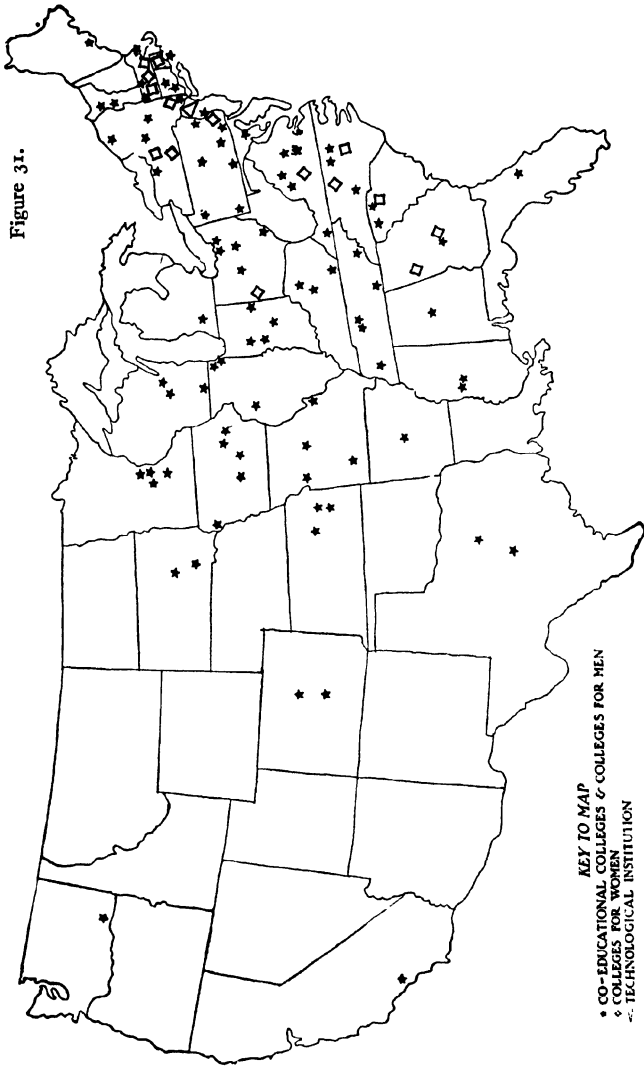 Figure 31.
KEY TO MAP
★ CO-EDUCATIONAL COLLEGES & COLLEGES FOR MEN
◇ COLLEGES FOR WOMEN
◁ TECHNOLOGICAL INSTITUTION